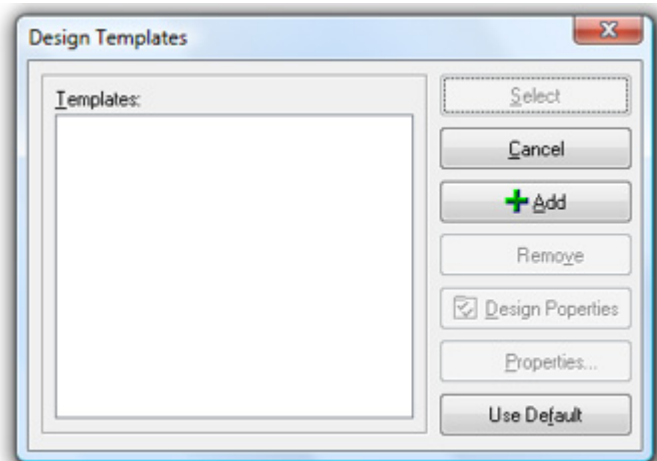 Design Templates
Templates:
Select
Cancel
Add
Remove
Design Poperties
Properties...
Use Default